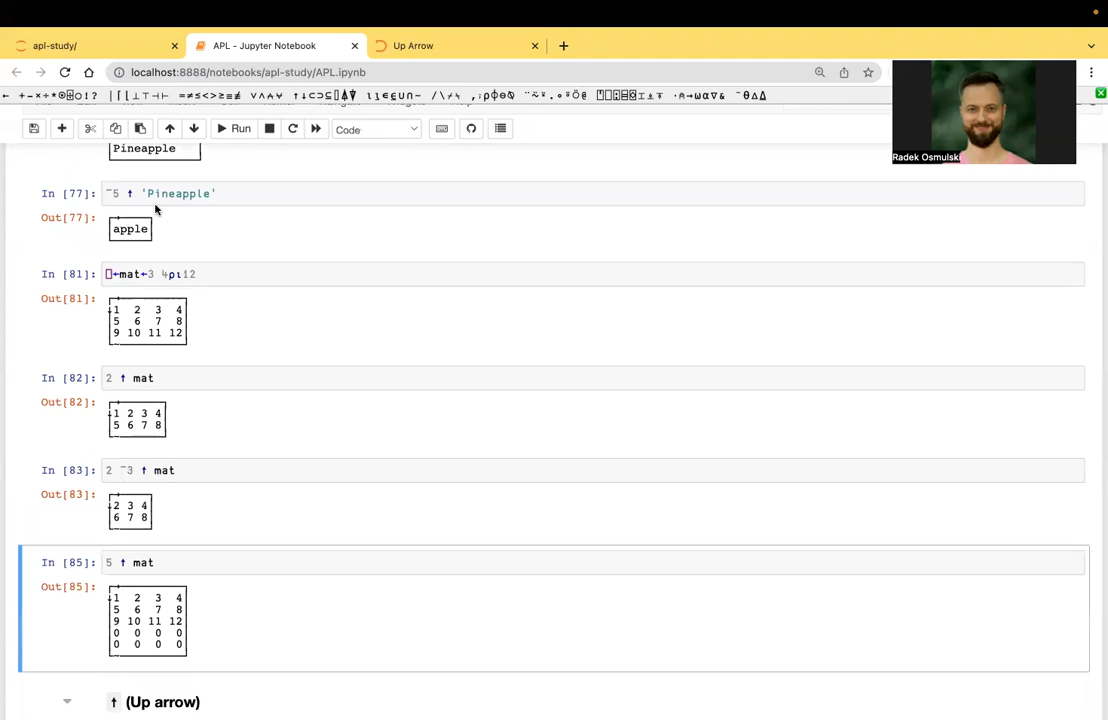 apl-study/
APL - Jupyter Notebook
Up Arrow
localhost:8888/notebooks/apl-study/APL.ipynb
Run
Code
Radek Osmulski
Pineapple
In [77]: ¯5 ↑ 'Pineapple'
Out[77]:
apple
In [81]: ⎕←mat←3 4⍴⍳12
Out[81]:
1 2 3 4
5 6 7 8
9 10 11 12
In [82]: 2 ↑ mat
Out[82]:
1 2 3 4
5 6 7 8
In [83]: 2 ¯3 ↑ mat
Out[83]:
2 3 4
6 7 8
In [85]: 5 ↑ mat
Out[85]:
1 2 3 4
5 6 7 8
9 10 11 12
0 0 0 0
0 0 0 0
↑ (Up arrow)